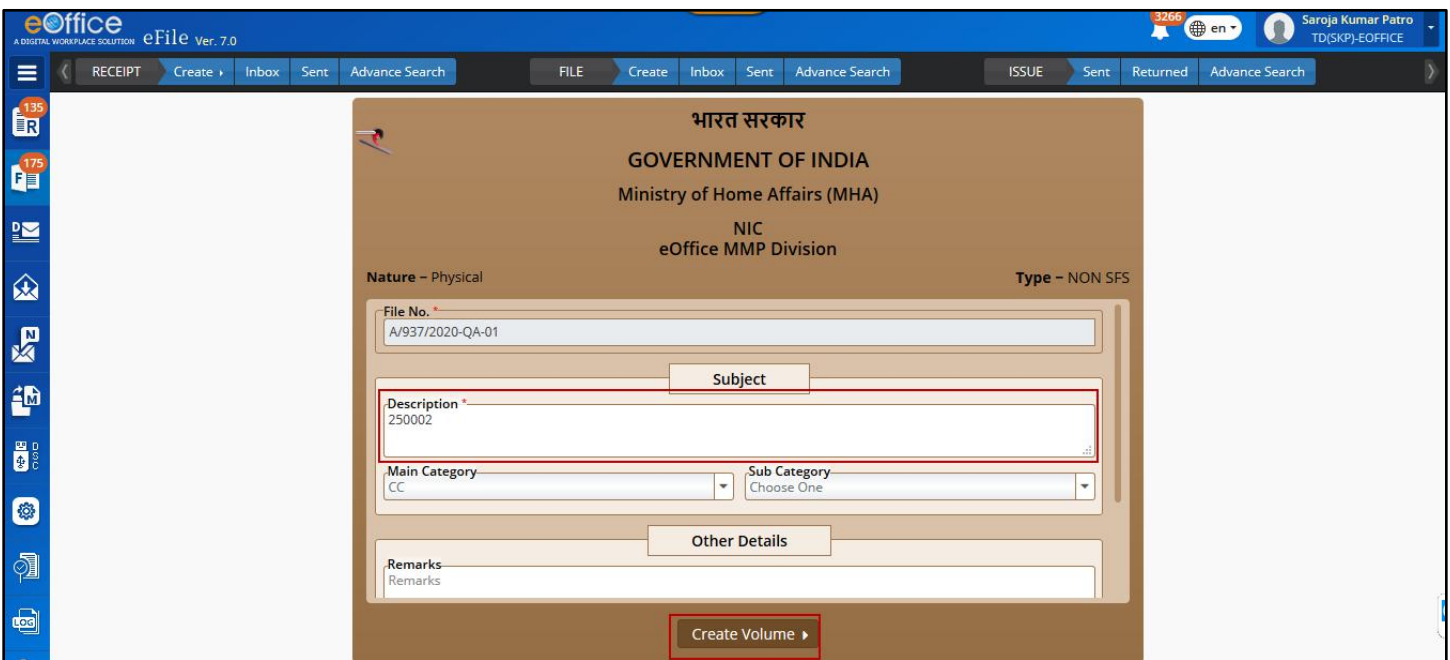 eOffice
A DIGITAL WORKPLACE SOLUTION eFile Ver. 7.0
3266
en
Saroja Kumar Patro
TD(SKP)-EOFFICE
RECEIPT Create Inbox Sent Advance Search FILE Create Inbox Sent Advance Search ISSUE Sent Returned Advance Search
135
R
175
F
D
N
M
DSC
LOG
भारत सरकार
GOVERNMENT OF INDIA
Ministry of Home Affairs (MHA)
NIC
eOffice MMP Division
Nature – Physical Type – NON SFS
File No. *
A/937/2020-QA-01
Subject
Description *
250002
Main Category Sub Category
CC Choose One
Other Details
Remarks
Remarks
Create Volume